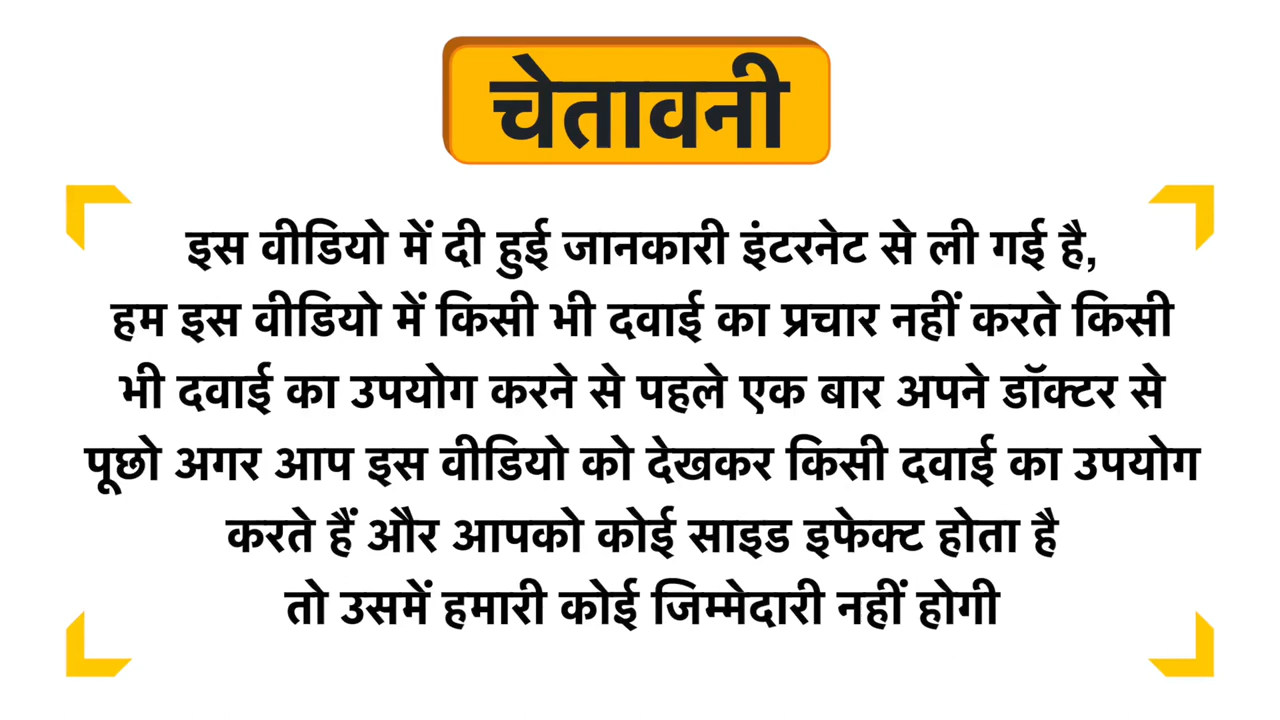 चेतावनी
इस वीडियो में दी हुई जानकारी इंटरनेट से ली गई है,
हम इस वीडियो में किसी भी दवाई का प्रचार नहीं करते किसी
भी दवाई का उपयोग करने से पहले एक बार अपने डॉक्टर से
पूछो अगर आप इस वीडियो को देखकर किसी दवाई का उपयोग
करते हैं और आपको कोई साइड इफेक्ट होता है
तो उसमें हमारी कोई जिम्मेदारी नहीं होगी